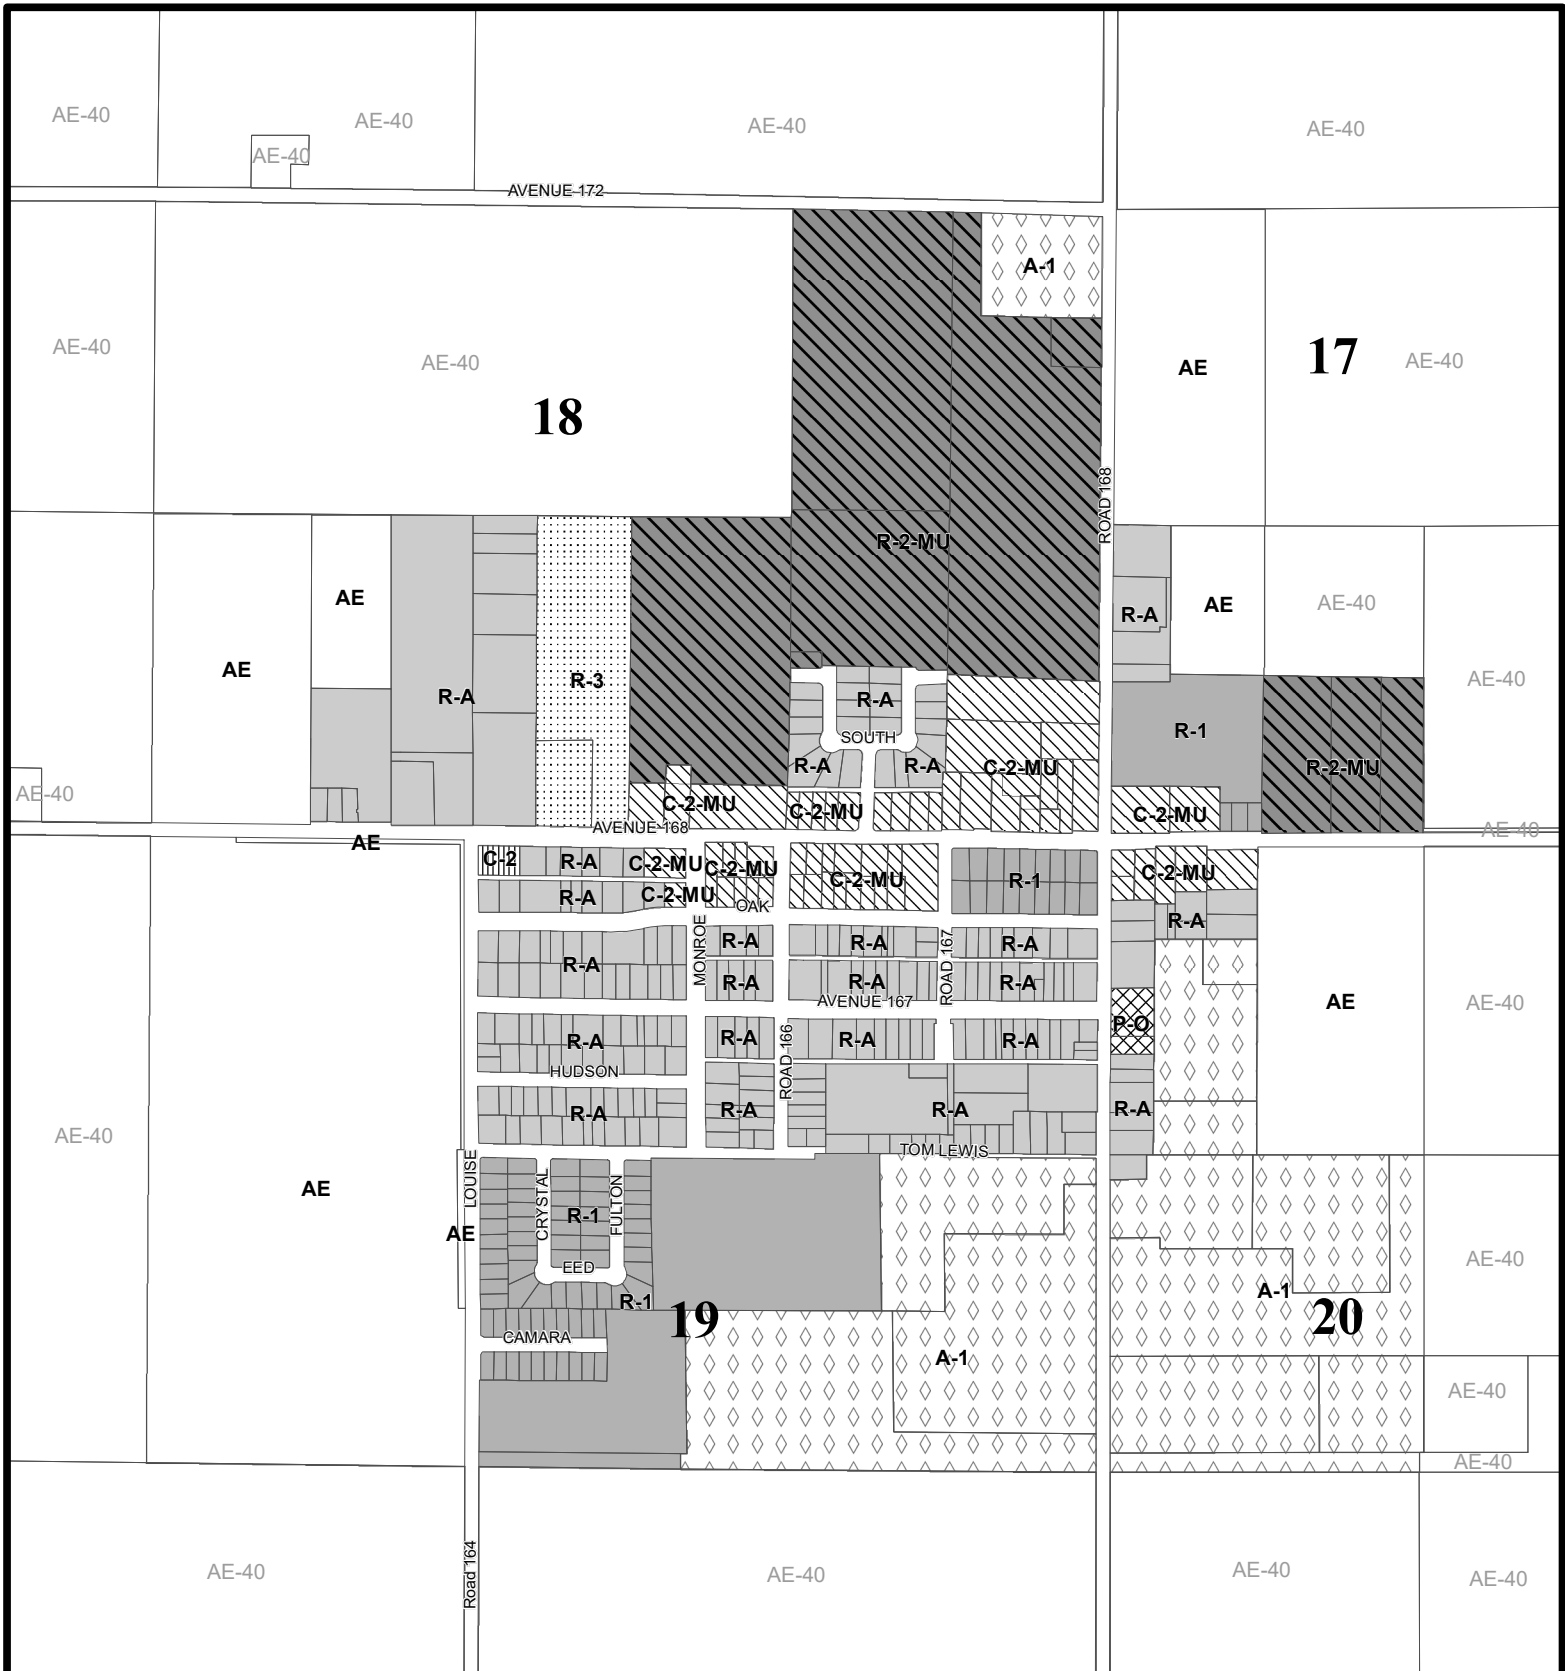 AE-40
AE-40
AE-40
AE-40
AE-40
AVENUE 172
A-1
AE-40
AE-40
18
AE
17
AE-40
ROAD 168
R-2-MU
AE
AE
R-A
R-3
R-A
AE
R-A
AE-40
AE-40
R-A
SOUTH
R-A
R-A
C-2-MU
R-1
R-2-MU
AE-40
C-2-MU
C-2-MU
C-2-MU
AVENUE 168
AE-40
AE
C-2
R-A
C-2-MU
C-2-MU
C-2-MU
R-1
C-2-MU
R-A
C-2-MU
OAK
R-A
MONROE
R-A
R-A
R-A
ROAD 167
R-A
R-A
R-A
R-A
R-A
AVENUE 167
AE
AE-40
P-O
R-A
R-A
ROAD 166
R-A
R-A
HUDSON
R-A
R-A
R-A
R-A
AE-40
TOM LEWIS
AE
LOUISE
CRYSTAL
R-1
FULTON
AE
EED
R-1
19
CAMARA
A-1
A-1
20
AE-40
AE-40
AE-40
AE-40
Road 164
AE-40
AE-40
AE-40